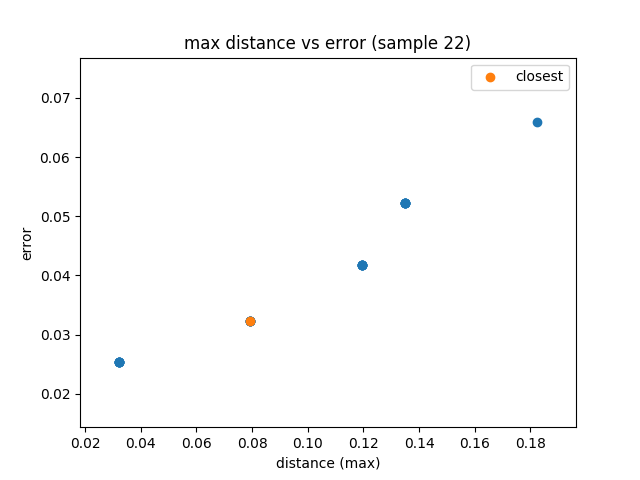 max distance vs error (sample 22)
closest
0.07
0.06
0.05
0.04
0.03
0.02
error
0.02 0.04 0.06 0.08 0.10 0.12 0.14 0.16 0.18
distance (max)